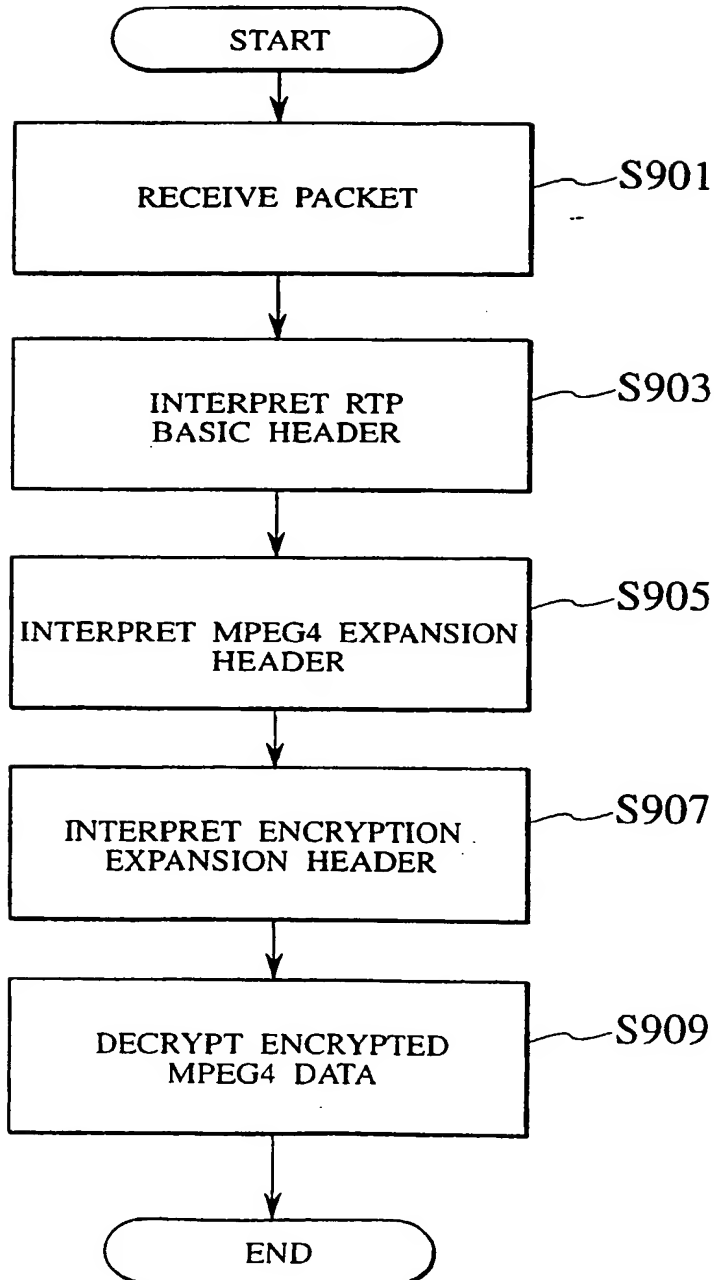 START
RECEIVE PACKET
S901
INTERPRET RTP
BASIC HEADER
S903
INTERPRET MPEG4 EXPANSION
HEADER
S905
INTERPRET ENCRYPTION
EXPANSION HEADER
S907
DECRYPT ENCRYPTED
MPEG4 DATA
S909
END